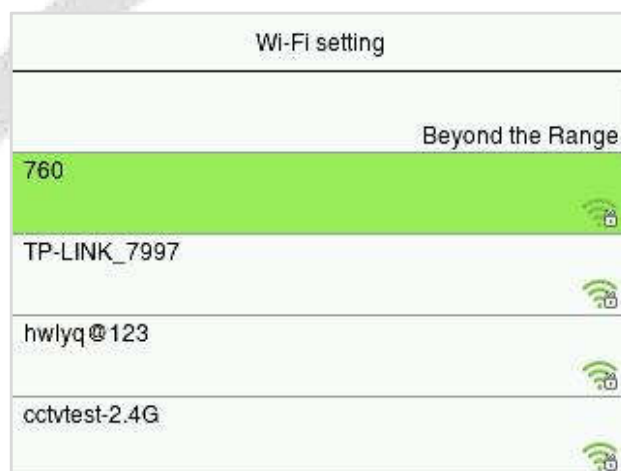 Wi-Fi setting
Beyond the Range
760
TP-LINK_7997
hwlyq@123
cctvtest-2.4G